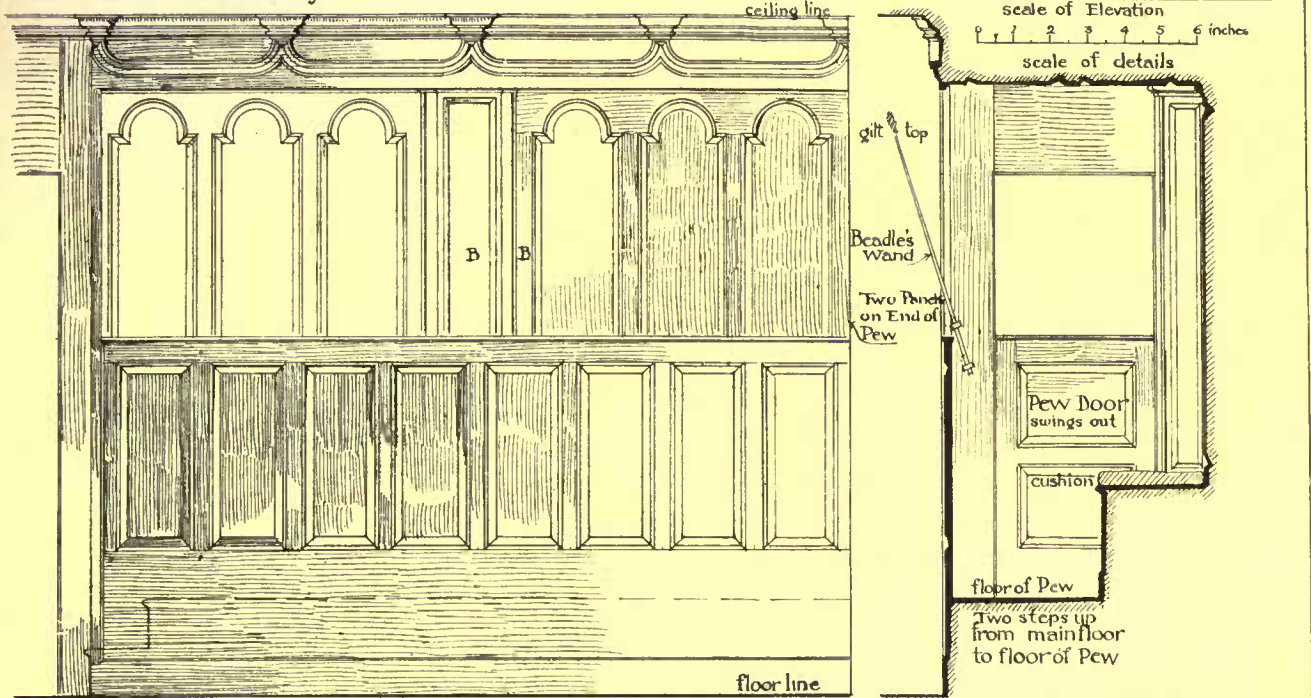 ceiling line
scale of Elevation
0 1 2 3 4 5 6 inches
scale of details
gilt top
B B
Beadle's
Wand
Two Panels
on End of
Pew
Pew Door
swings out
cushion
floor of Pew
Two steps up
from main floor
to floor of Pew
floor line